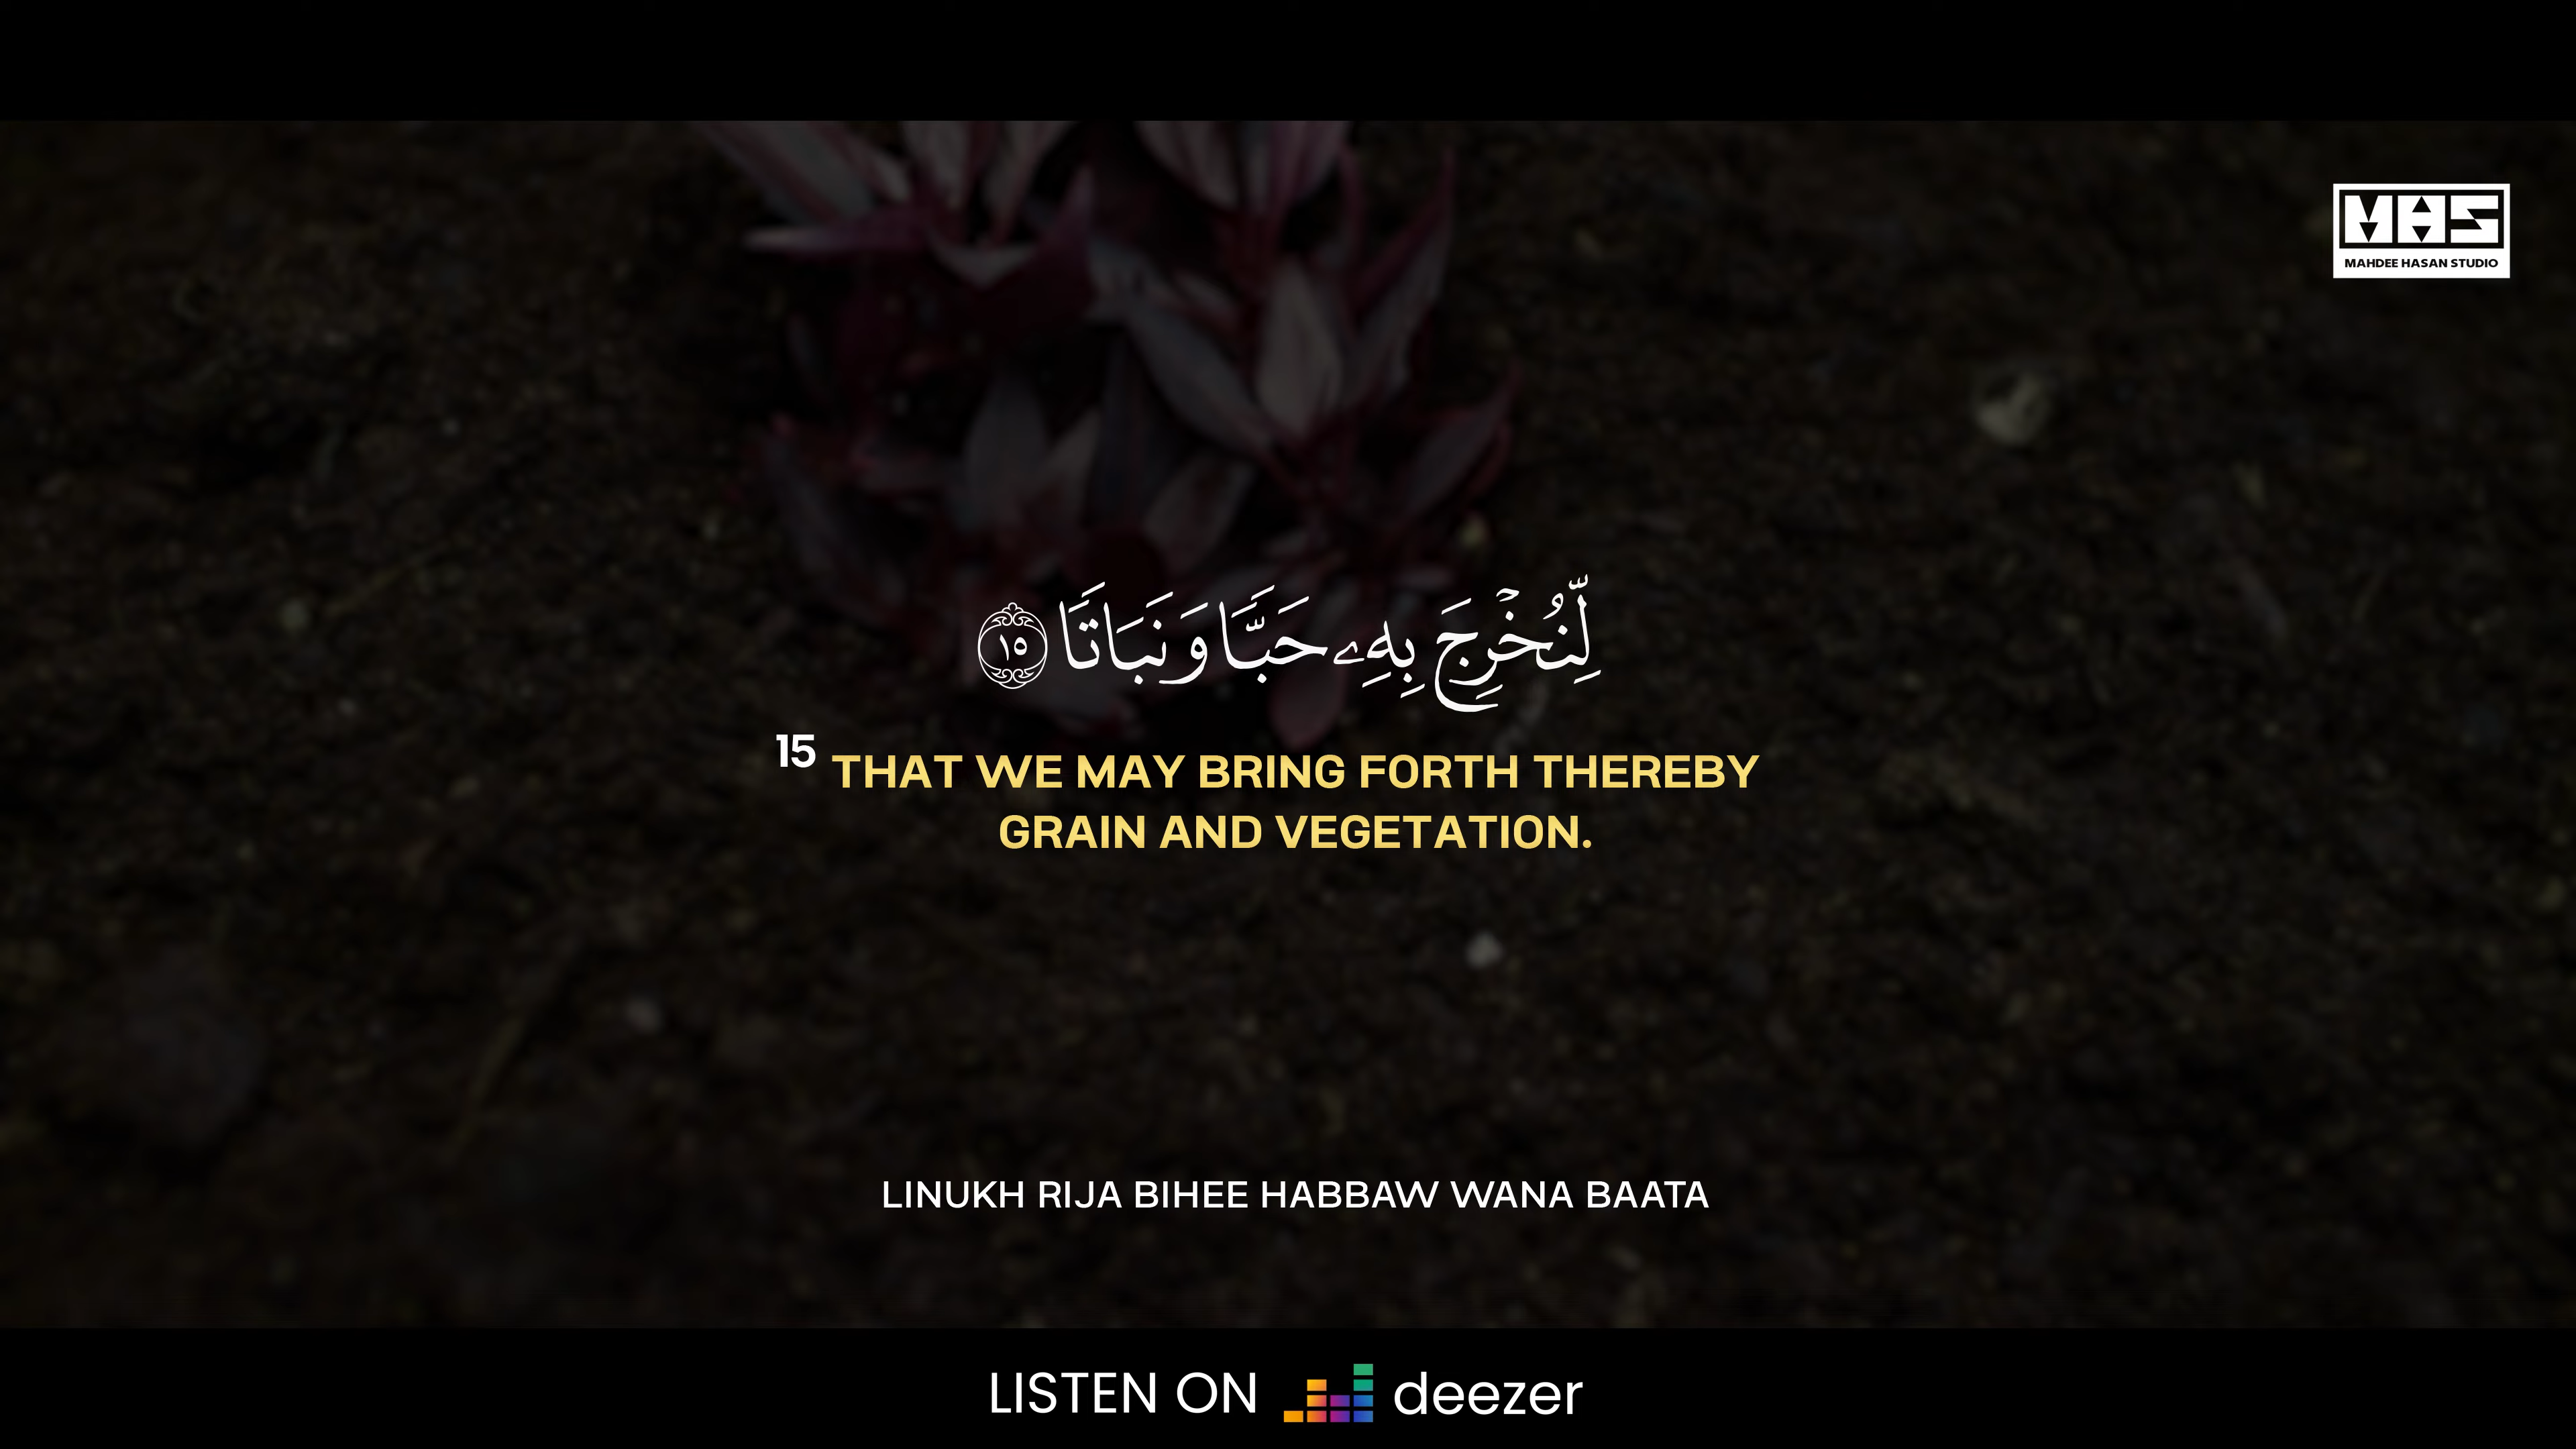 MAS
MAHDEE HASAN STUDIO
لِّنُخْرِجَ بِهِۦ حَبًّا وَنَبَاتًا ١٥
15 THAT WE MAY BRING FORTH THEREBY
GRAIN AND VEGETATION.
LINUKH RIJA BIHEE HABBAW WANA BAATA
LISTEN ON deezer